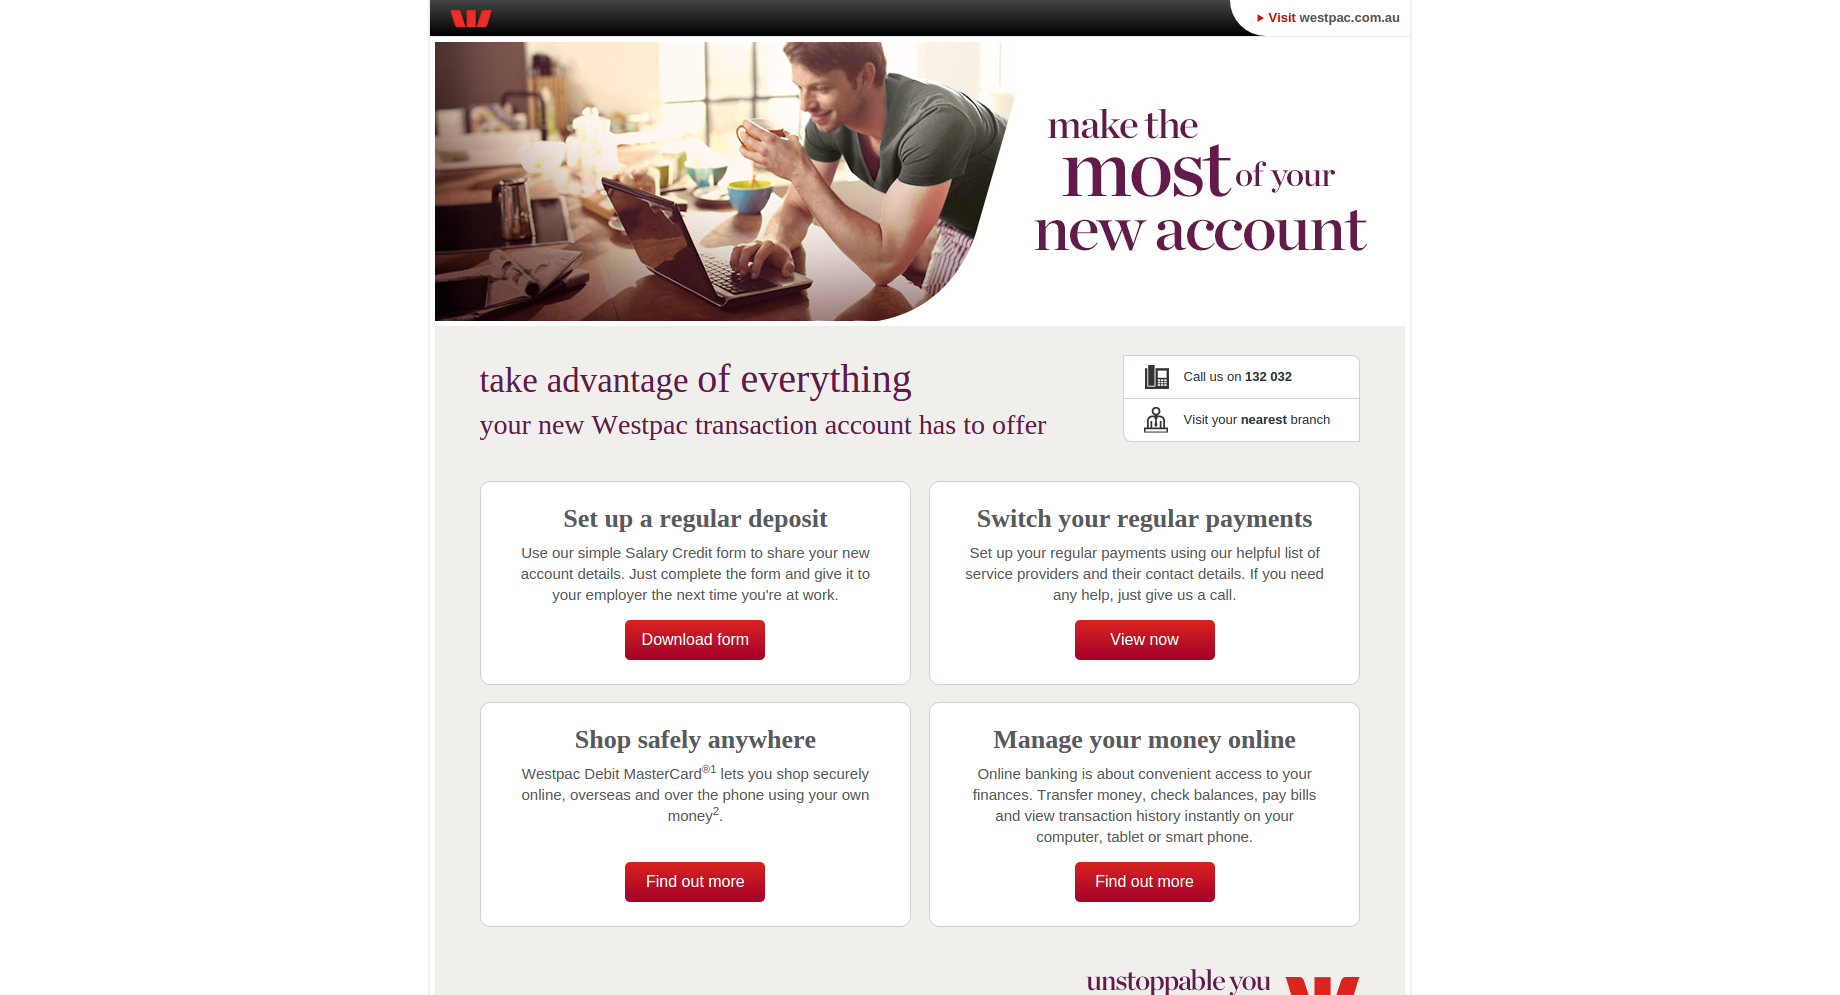 Visit westpac.com.au
make the
most of your
new account
take advantage of everything
your new Westpac transaction account has to offer
Call us on 132 032
Visit your nearest branch
Set up a regular deposit
Use our simple Salary Credit form to share your new
account details. Just complete the form and give it to
your employer the next time you're at work.
Download form
Switch your regular payments
Set up your regular payments using our helpful list of
service providers and their contact details. If you need
any help, just give us a call.
View now
Shop safely anywhere
Westpac Debit MasterCard®1 lets you shop securely
online, overseas and over the phone using your own
money2.
Find out more
Manage your money online
Online banking is about convenient access to your
finances. Transfer money, check balances, pay bills
and view transaction history instantly on your
computer, tablet or smart phone.
Find out more
unstoppable you